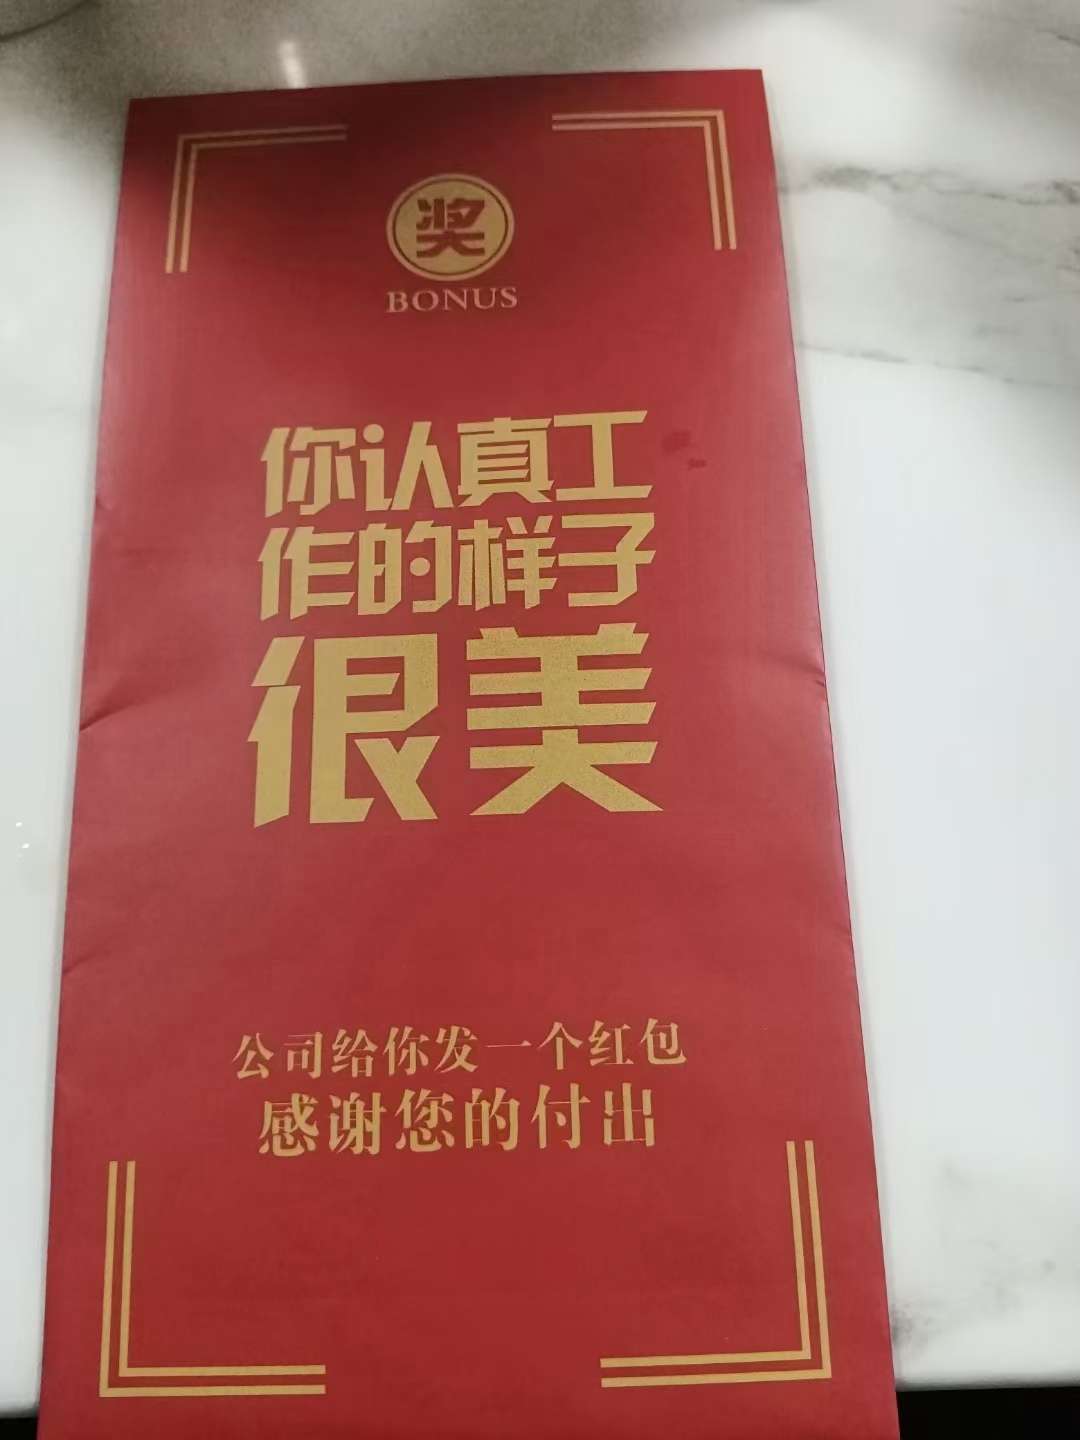 奖
BONUS
你认真工
作的样子
很美
公司给你发一个红包
感谢您的付出